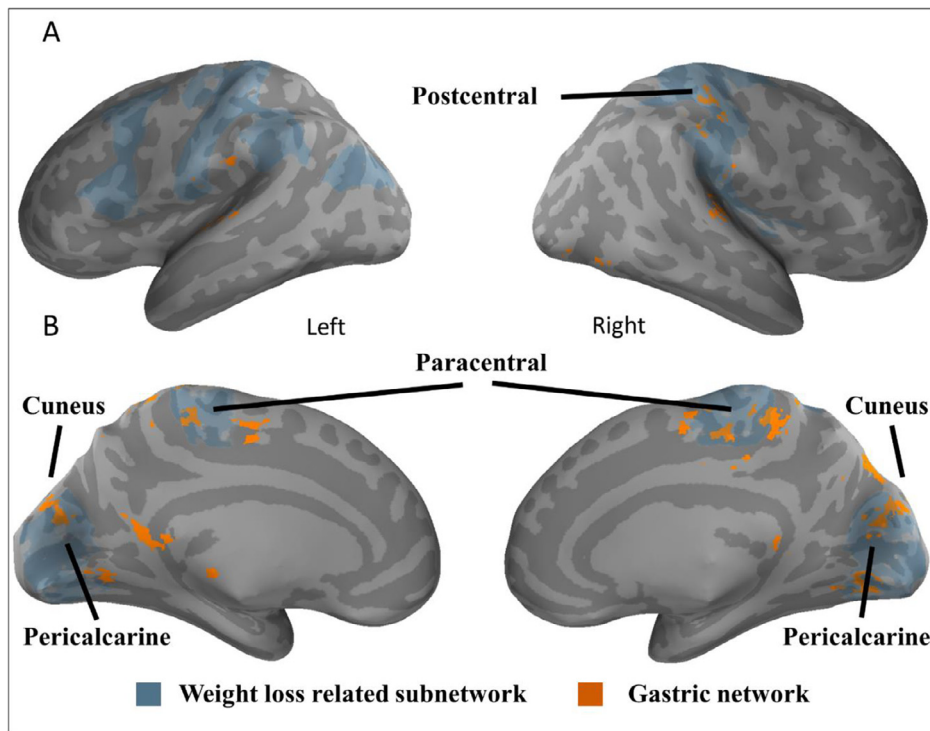 A
Postcentral
B
Left
Right
Paracentral
Cuneus
Cuneus
Pericalcarine
Pericalcarine
Weight loss related subnetwork
Gastric network